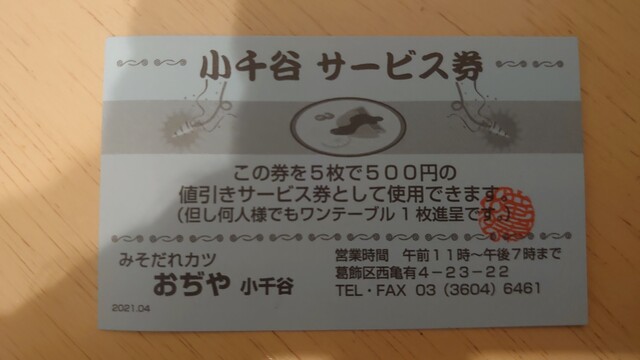 小千谷 サービス券
この券を５枚で５００円の
値引きサービス券として使用できます。
（但し何人様でもワンテーブル１枚進呈です。）
みそだれカツ
おぢや 小千谷
営業時間　午前１１時～午後７時まで
葛飾区西亀有４－２３－２２
TEL・FAX 03（3604）6461
2021.04